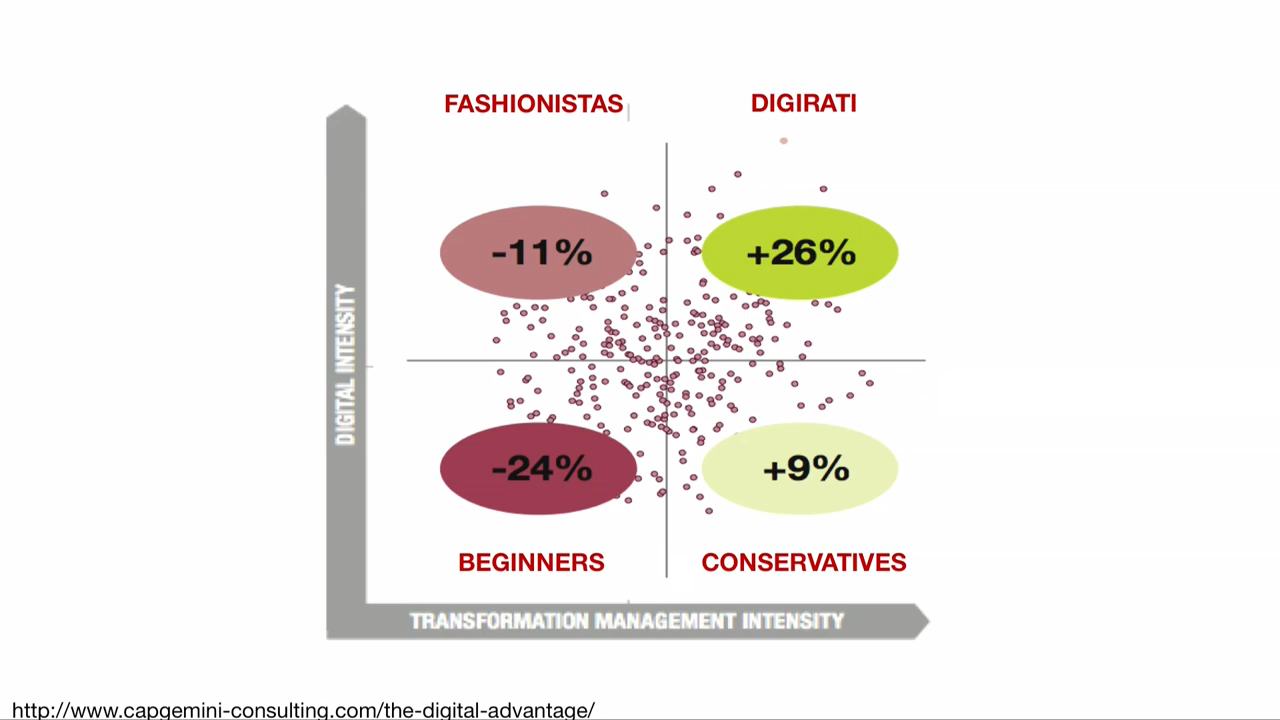 FASHIONISTAS
DIGIRATI
-11%
+26%
DIGITAL INTENSITY
-24%
+9%
BEGINNERS
CONSERVATIVES
TRANSFORMATION MANAGEMENT INTENSITY
http://www.capgemini-consulting.com/the-digital-advantage/